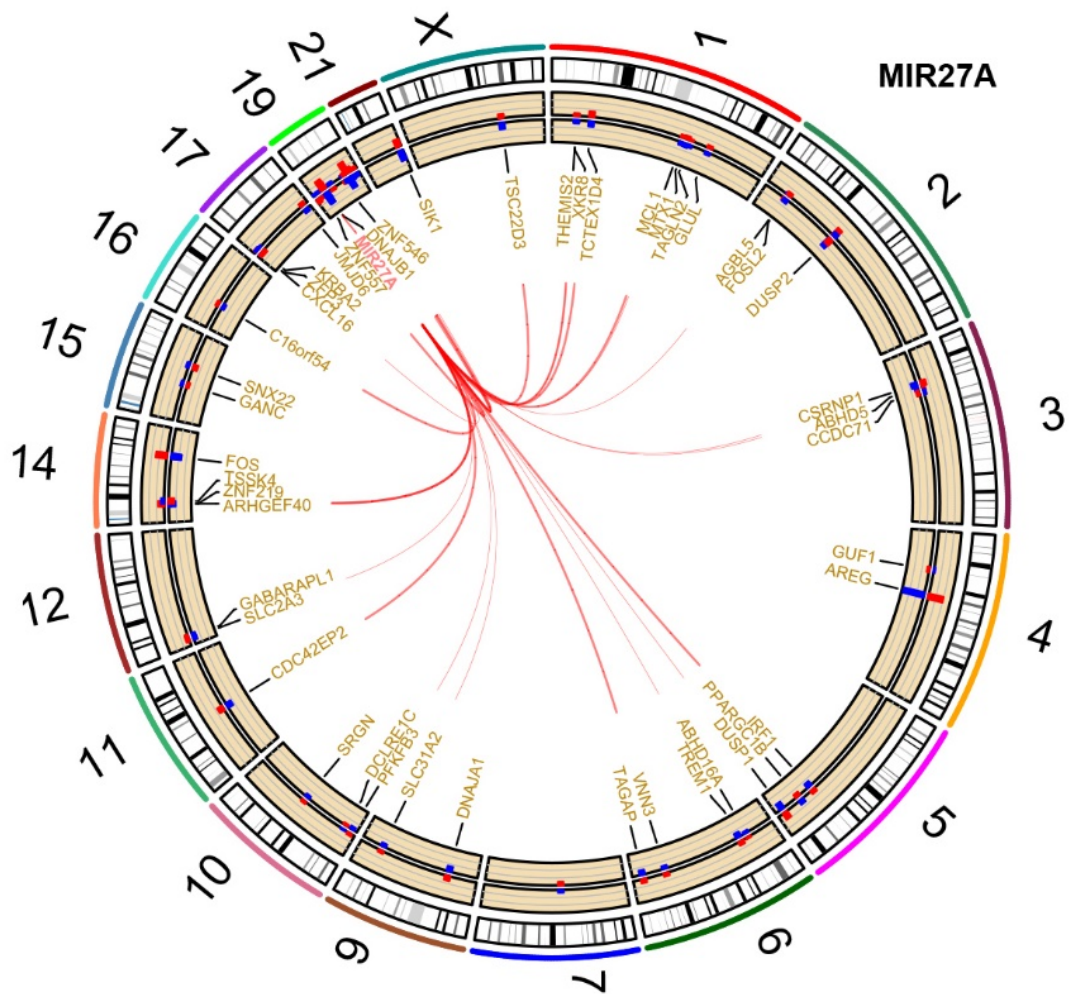 MIR27A
1
2
3
4
5
6
7
9
10
11
12
14
15
16
17
19
21
X
THEMIS2
XKR8
TCTEX1D4
MCL1
TAGLN2
GLUL
AGBL5
FOSL2
DUSP2
CSRNP1
ABHD5
CCDC71
GUF1
AREG
IRF1
PPARGC1B
DUSP1
ABHD16A
TREM1
VNN3
TAGAP
DNAJA1
SLC31A2
PFKFB3
DCLRE1C
SRGN
CDC42EP2
SLC2A3
GABARAPL1
ARHGEF40
ZNF219
TSSK4
FOS
GANC
SNX22
C16orf54
CXCL16
KRBA2
JMJD6
ZNF557
MIR27A
DNAJB1
ZNF546
SIK1
TSC22D3